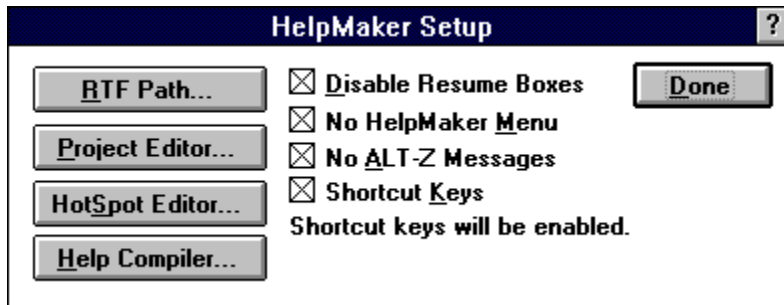 HelpMaker Setup ?
RTF Path...
Disable Resume Boxes
Done
No HelpMaker Menu
Project Editor...
No ALT-Z Messages
HotSpot Editor...
Shortcut Keys
Shortcut keys will be enabled.
Help Compiler...